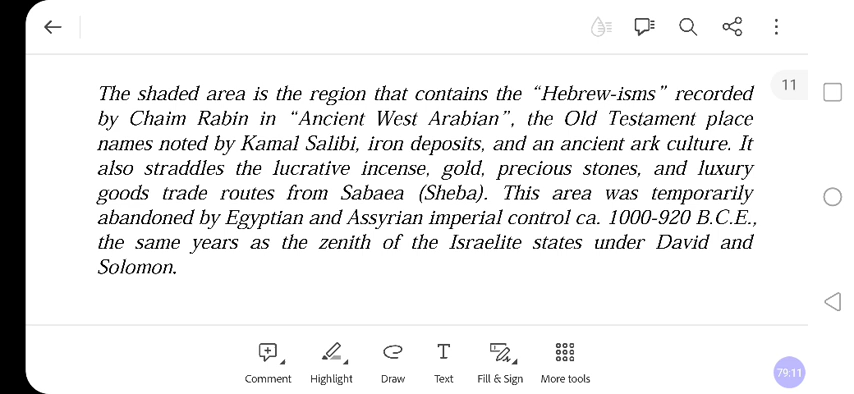 11
The shaded area is the region that contains the “Hebrew-isms” recorded
by Chaim Rabin in “Ancient West Arabian”, the Old Testament place
names noted by Kamal Salibi, iron deposits, and an ancient ark culture. It
also straddles the lucrative incense, gold, precious stones, and luxury
goods trade routes from Sabaea (Sheba). This area was temporarily
abandoned by Egyptian and Assyrian imperial control ca. 1000-920 B.C.E.,
the same years as the zenith of the Israelite states under David and
Solomon.
Comment Highlight Draw Text Fill & Sign More tools
79:11